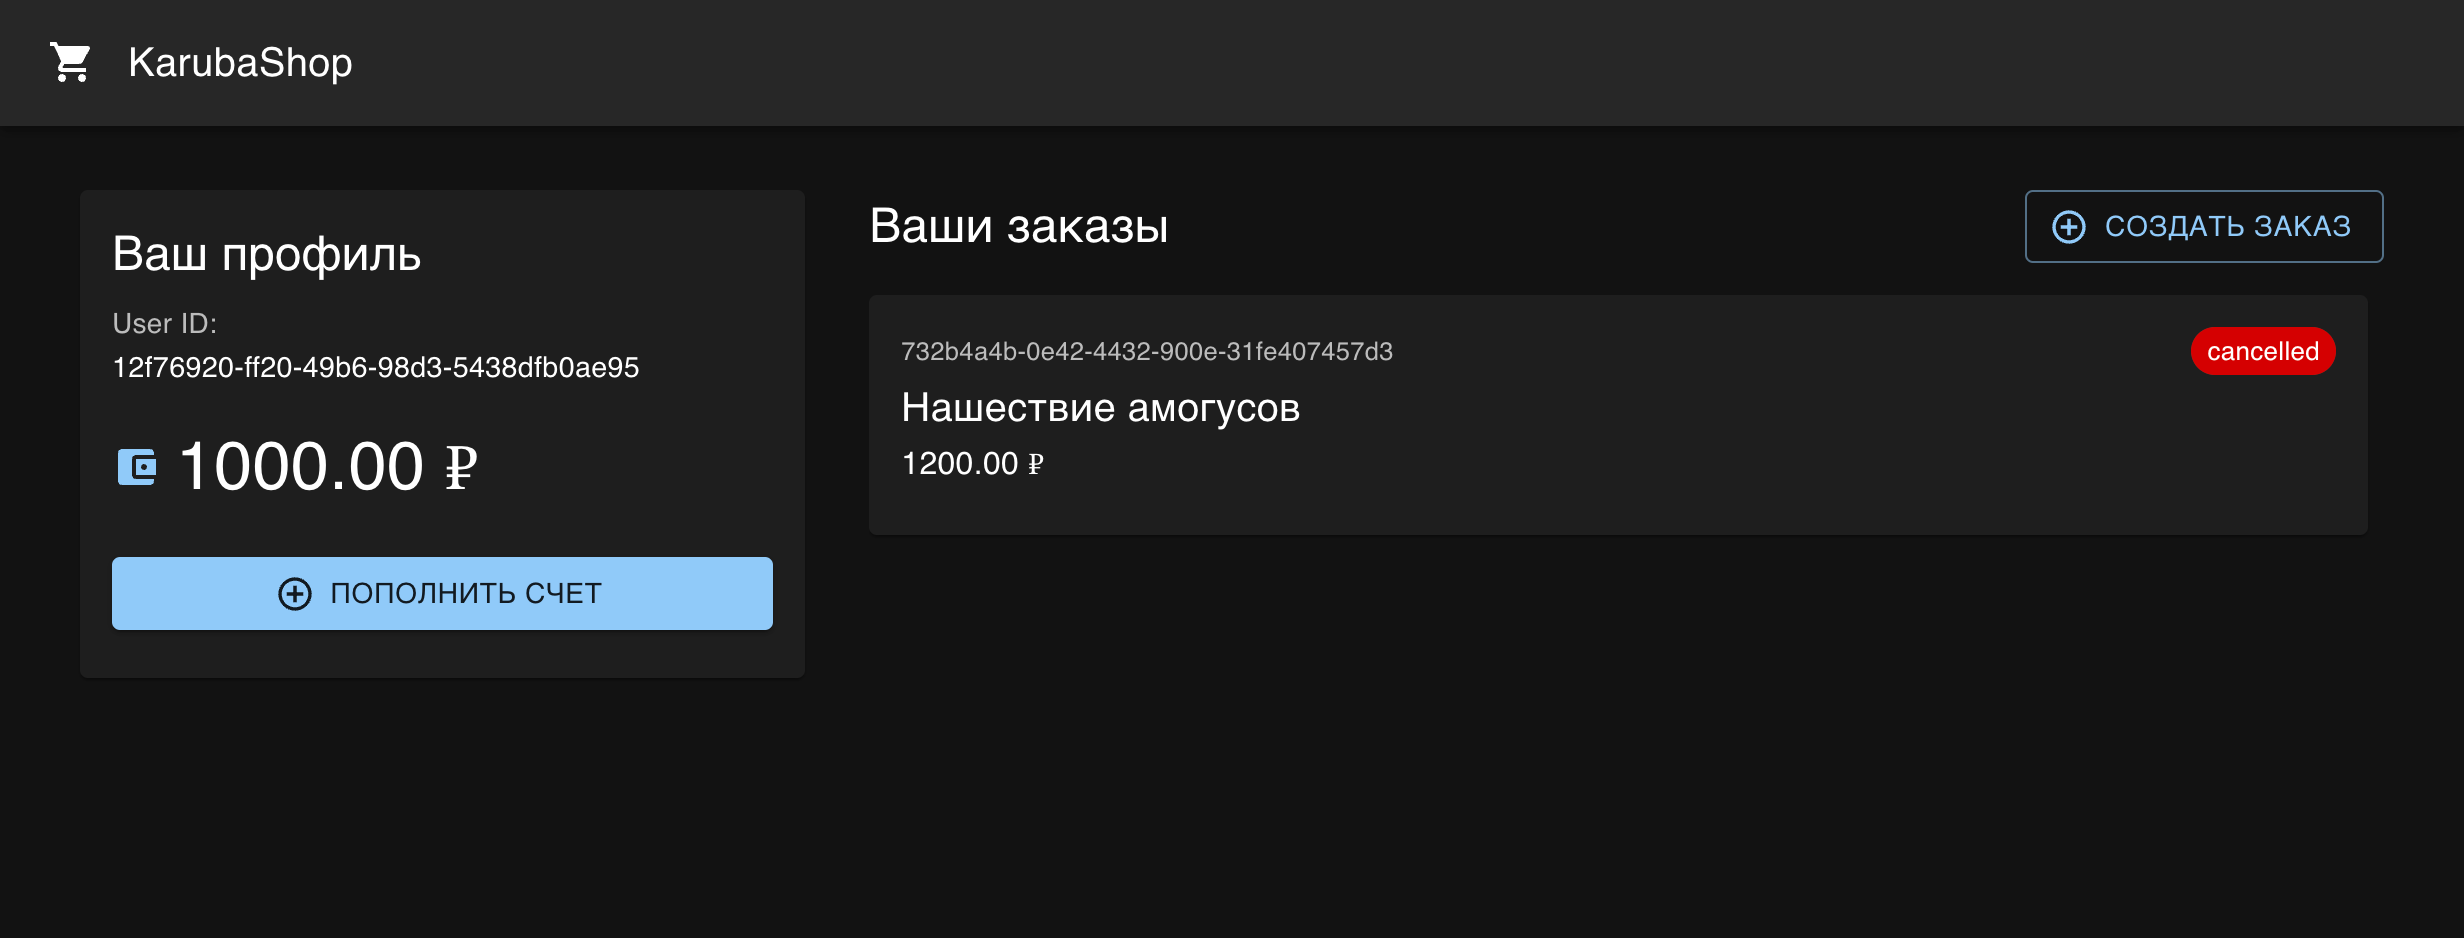 KarubaShop
Ваш профиль
User ID:
12f76920-ff20-49b6-98d3-5438dfb0ae95
1000.00 ₽
ПОПОЛНИТЬ СЧЕТ
Ваши заказы
СОЗДАТЬ ЗАКАЗ
732b4a4b-0e42-4432-900e-31fe407457d3
cancelled
Нашествие амогусов
1200.00 ₽